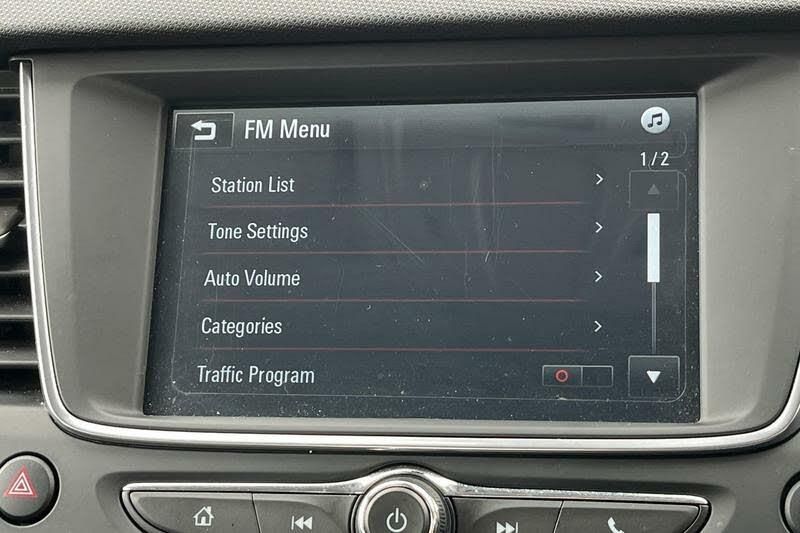 FM Menu
1/2
Station List
Tone Settings
Auto Volume
Categories
Traffic Program